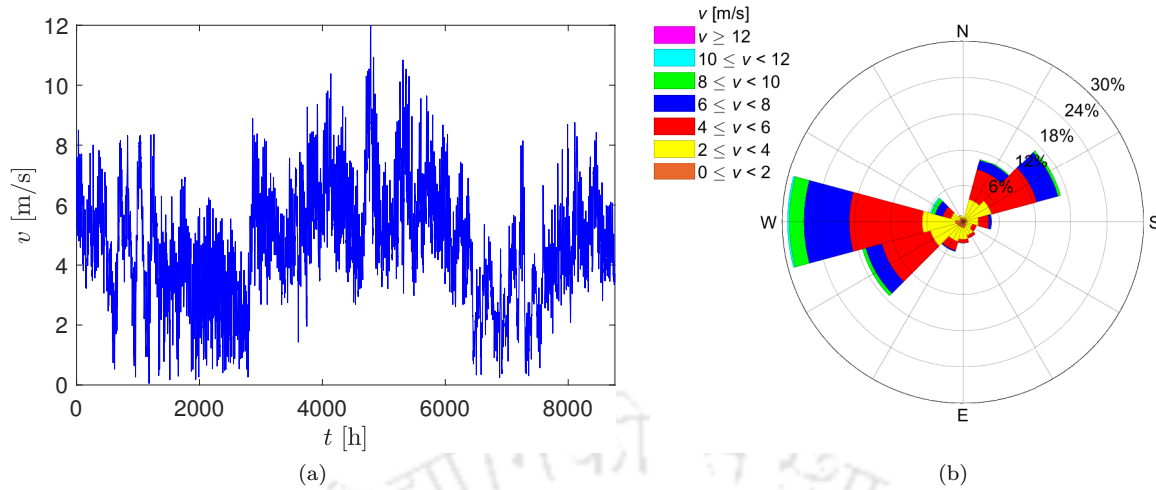 12
10
8
6
4
2
0
v [m/s]
0 2000 4000 6000 8000
t [h]
(a)
v [m/s]
v ≥ 12
10 ≤ v < 12
8 ≤ v < 10
6 ≤ v < 8
4 ≤ v < 6
2 ≤ v < 4
0 ≤ v < 2
N
30%
24%
18%
12%
6%
W
S
E
(b)